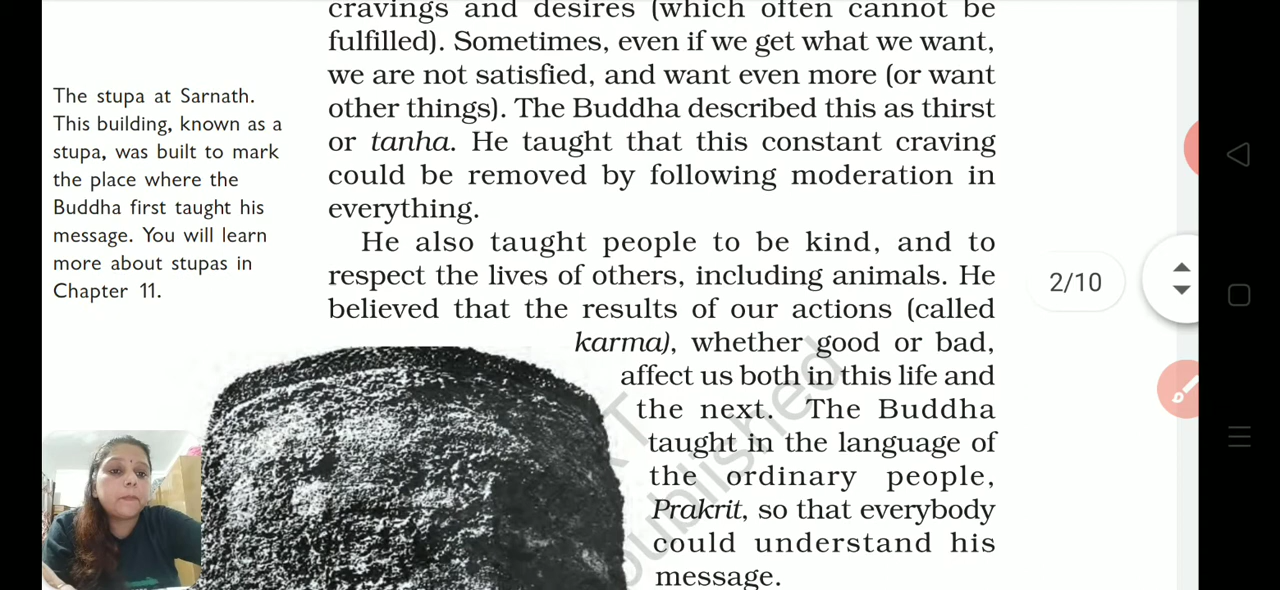 cravings and desires (which often cannot be
fulfilled). Sometimes, even if we get what we want,
we are not satisfied, and want even more (or want
other things). The Buddha described this as thirst
or tanha. He taught that this constant craving
could be removed by following moderation in
everything.
He also taught people to be kind, and to
respect the lives of others, including animals. He
believed that the results of our actions (called
karma), whether good or bad,
affect us both in this life and
the next. The Buddha
taught in the language of
the ordinary people,
Prakrit, so that everybody
could understand his
message.
The stupa at Sarnath.
This building, known as a
stupa, was built to mark
the place where the
Buddha first taught his
message. You will learn
more about stupas in
Chapter 11.
2/10
published